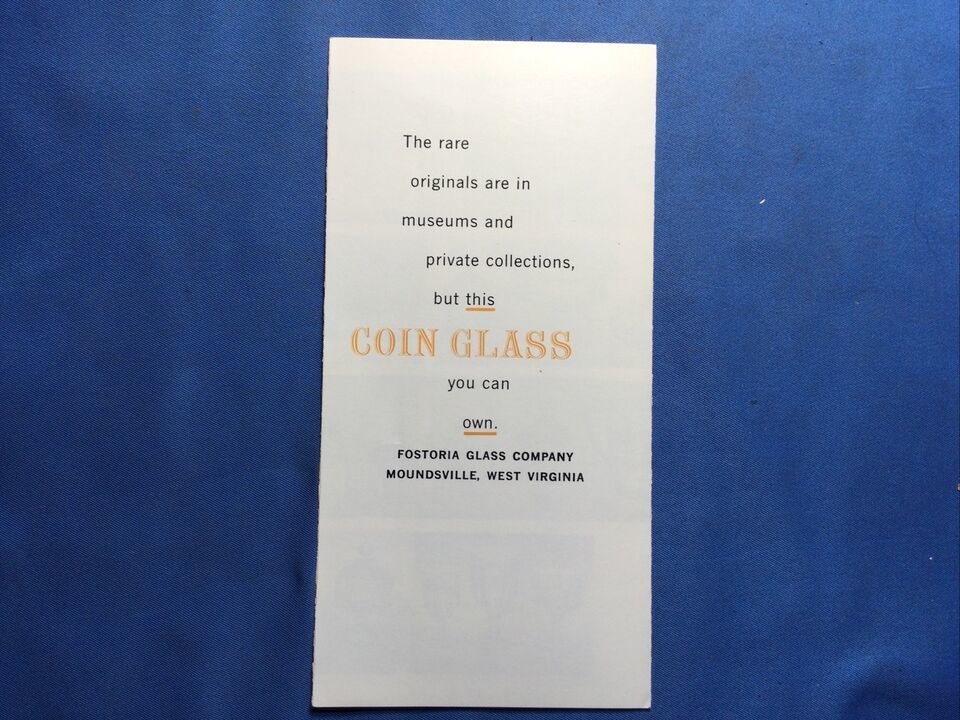 The rare
originals are in
museums and
private collections,
but this
COIN GLASS
you can
own.
FOSTORIA GLASS COMPANY
MOUNDSVILLE, WEST VIRGINIA